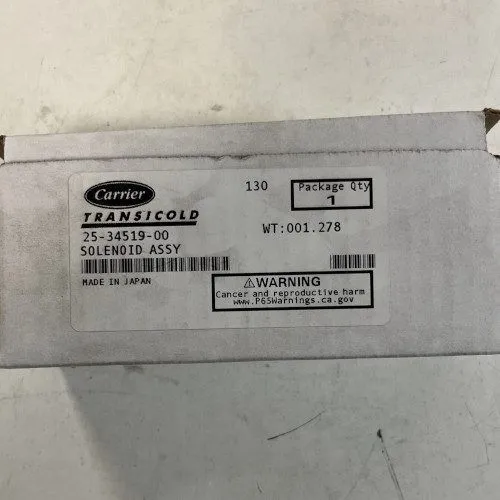 Carrier
TRANSICOLD
130
Package Qty
1
25-34519-00
WT:001.278
SOLENOID ASSY
MADE IN JAPAN
⚠WARNING
Cancer and reproductive harm
www.P65Warnings.ca.gov